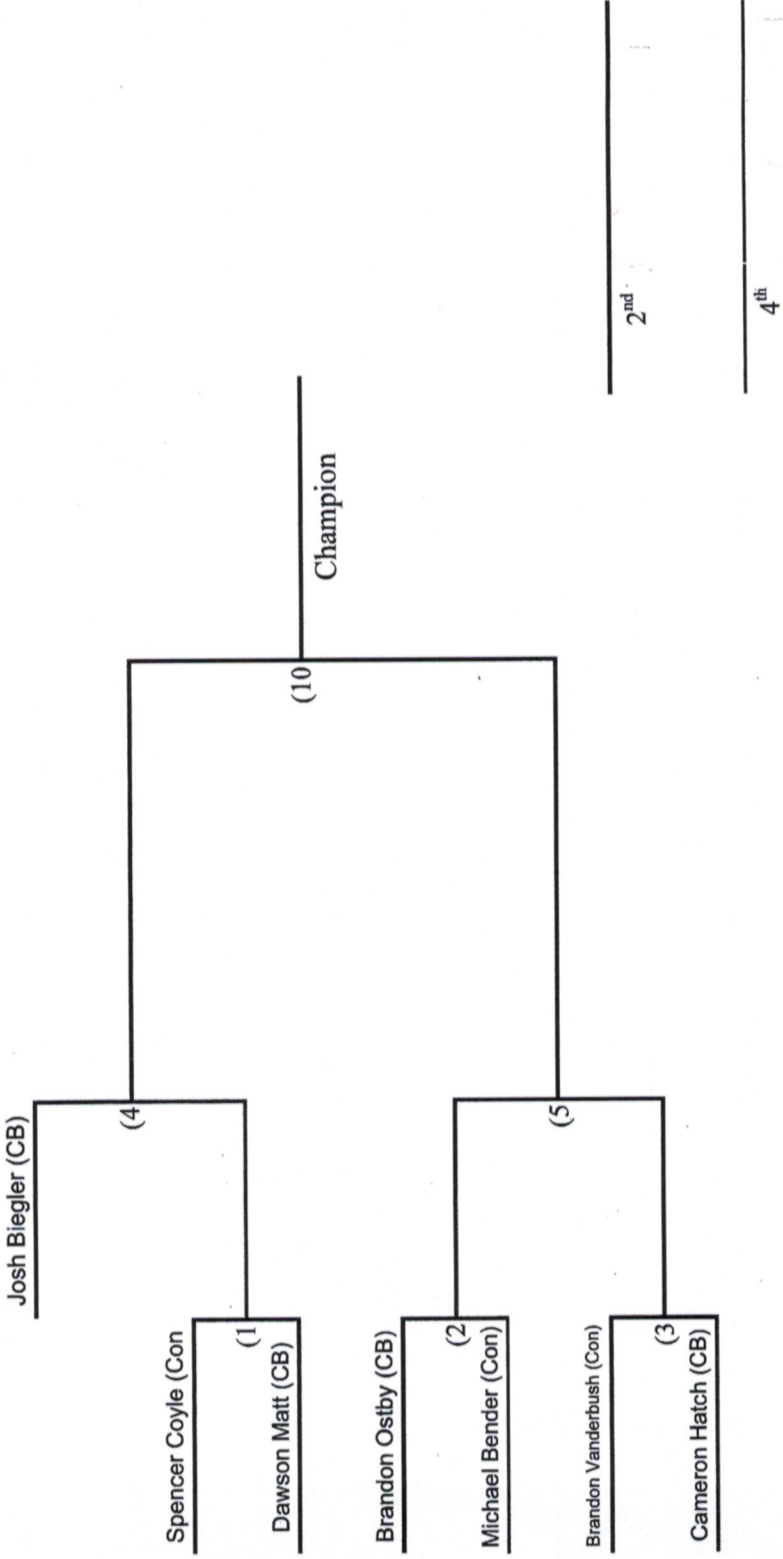 Josh Biegler (CB)
(4
Spencer Coyle (Con
(1
Dawson Matt (CB)
(10
Champion
Brandon Ostby (CB)
(2
Michael Bender (Con)
(5
Brandon Vanderbush (Con)
(3
Cameron Hatch (CB)
2nd
4th